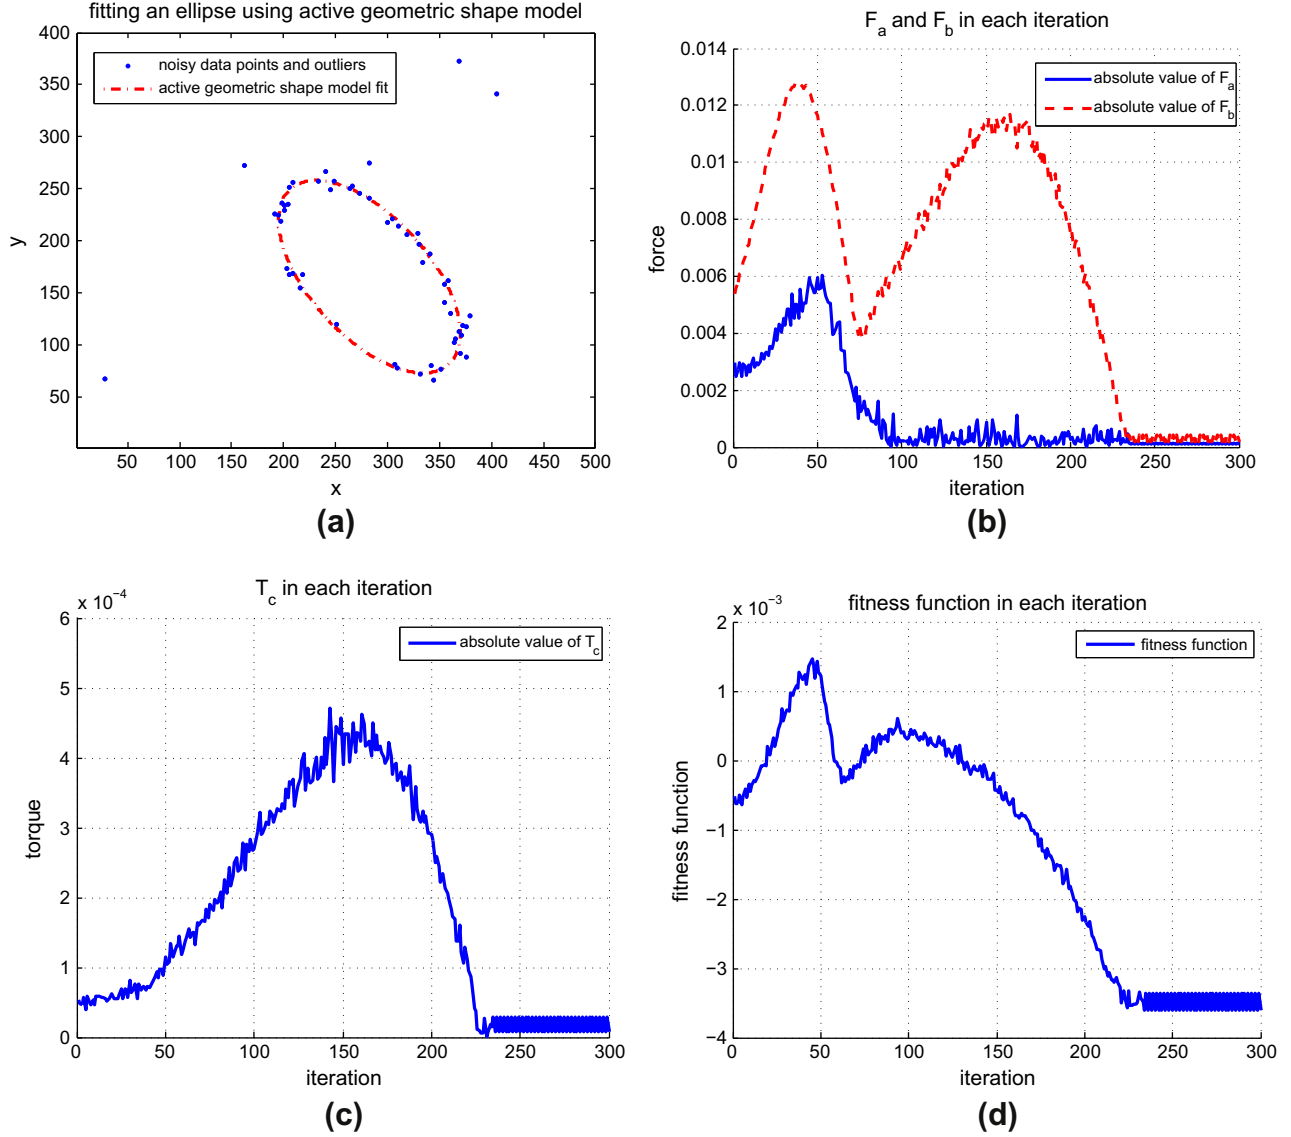 fitting an ellipse using active geometric shape model
400
350
300
250
200
150
100
50
y
noisy data points and outliers
active geometric shape model fit
50 100 150 200 250 300 350 400 450 500
x
(a)
F_a and F_b in each iteration
0.014
0.012
0.01
0.008
0.006
0.004
0.002
0
force
absolute value of F_a
absolute value of F_b
0 50 100 150 200 250 300
iteration
(b)
T_c in each iteration
x 10^-4
6
5
4
3
2
1
0
torque
absolute value of T_c
0 50 100 150 200 250 300
iteration
(c)
fitness function in each iteration
x 10^-3
2
1
0
−1
−2
−3
−4
fitness function
fitness function
0 50 100 150 200 250 300
iteration
(d)